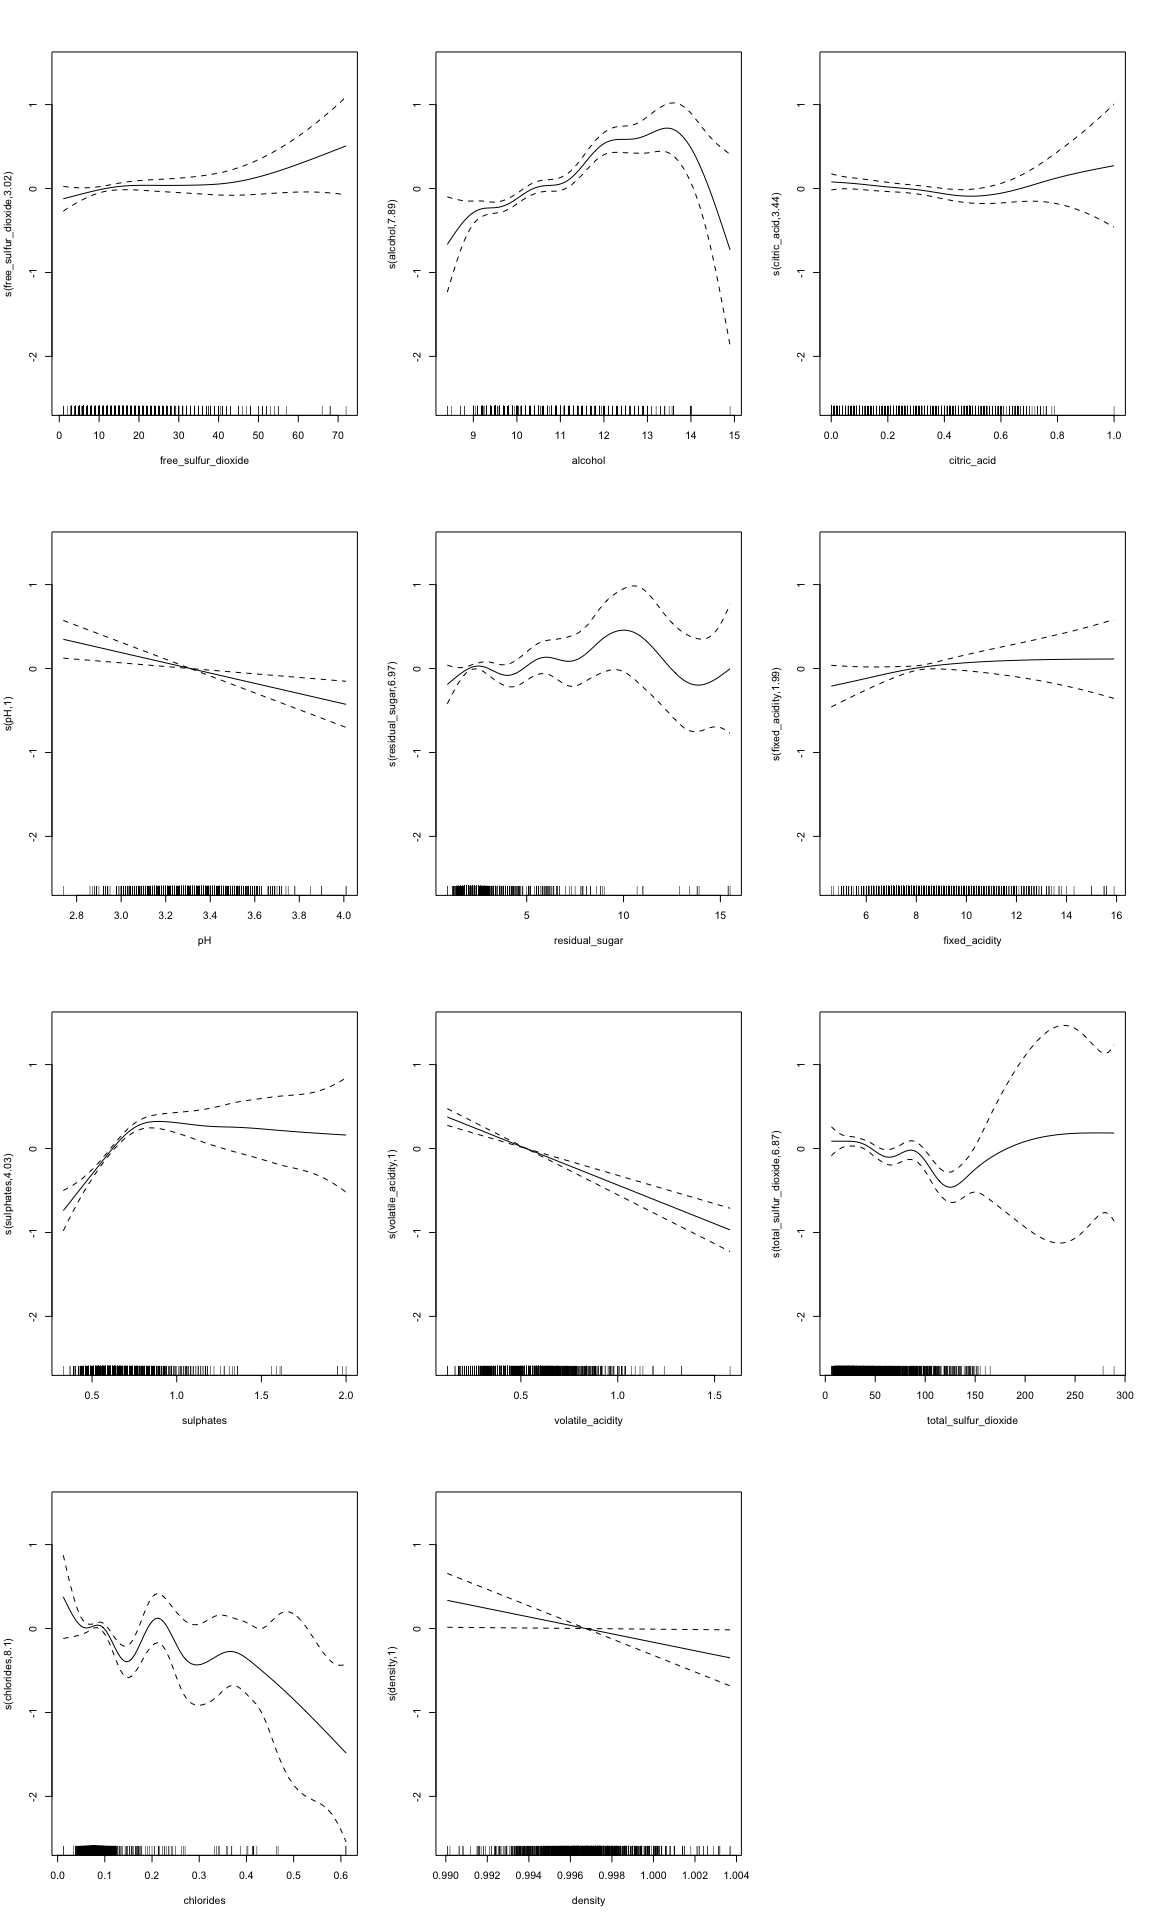 s(free_sulfur_dioxide,3.02)
1
0
-1
-2
0 10 20 30 40 50 60 70
free_sulfur_dioxide
s(alcohol,7.89)
1
0
-1
-2
9 10 11 12 13 14 15
alcohol
s(citric_acid,3.44)
1
0
-1
-2
0.0 0.2 0.4 0.6 0.8 1.0
citric_acid
s(pH,1)
1
0
-1
-2
2.8 3.0 3.2 3.4 3.6 3.8 4.0
pH
s(residual_sugar,6.97)
1
0
-1
-2
5 10 15
residual_sugar
s(fixed_acidity,1.99)
1
0
-1
-2
6 8 10 12 14 16
fixed_acidity
s(sulphates,4.03)
1
0
-1
-2
0.5 1.0 1.5 2.0
sulphates
s(volatile_acidity,1)
1
0
-1
-2
0.5 1.0 1.5
volatile_acidity
s(total_sulfur_dioxide,6.87)
1
0
-1
-2
0 50 100 150 200 250 300
total_sulfur_dioxide
s(chlorides,8.1)
1
0
-1
-2
0.0 0.1 0.2 0.3 0.4 0.5 0.6
chlorides
s(density,1)
1
0
-1
-2
0.990 0.992 0.994 0.996 0.998 1.000 1.002 1.004
density